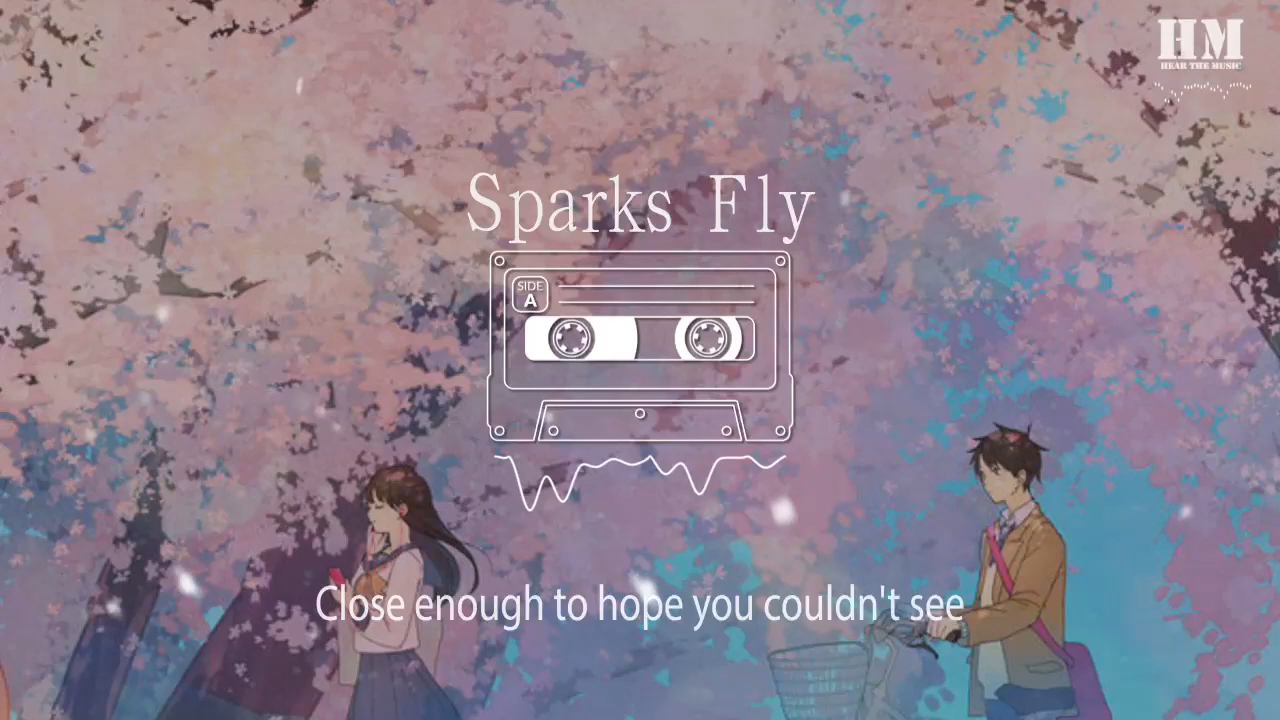 HM
HEAR THE MUSIC
Sparks Fly
SIDE
A
Close enough to hope you couldn't see